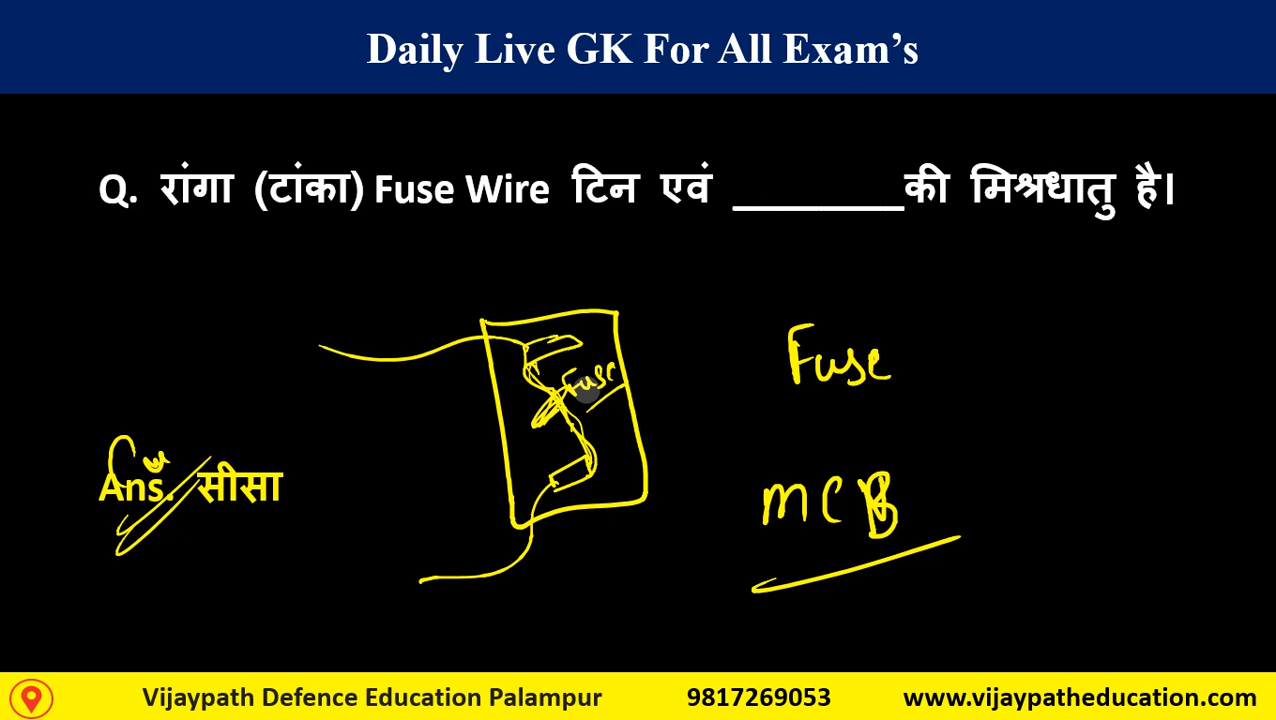 Daily Live GK For All Exam's
Q. रांगा (टांका) Fuse Wire टिन एवं _________की मिश्रधातु है।
Fuse
Fuse
Ans. सीसा
MCB
Vijaypath Defence Education Palampur 9817269053 www.vijaypatheducation.com